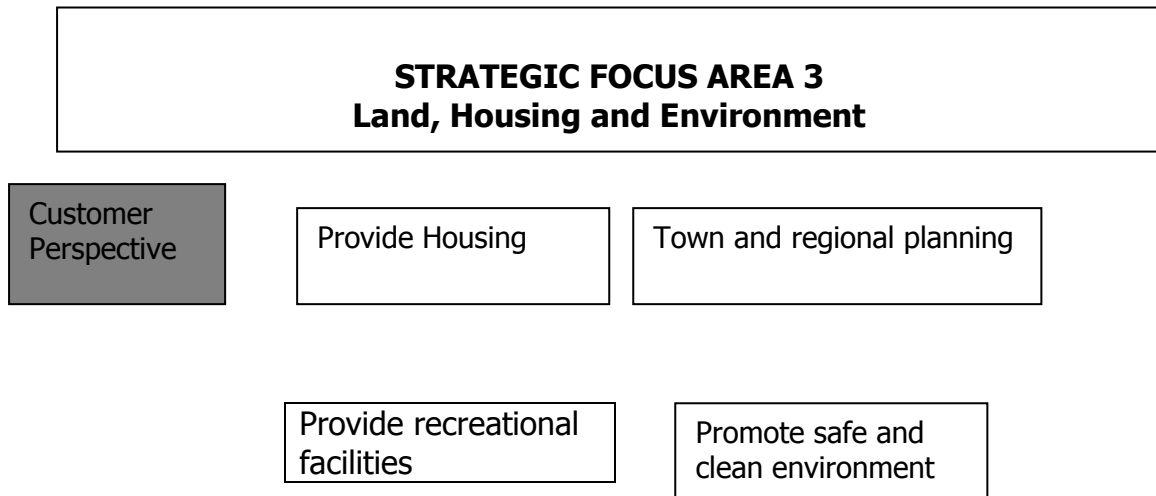 STRATEGIC FOCUS AREA 3
Land, Housing and Environment
Customer
Perspective
Provide Housing
Town and regional planning
Provide recreational
facilities
Promote safe and
clean environment